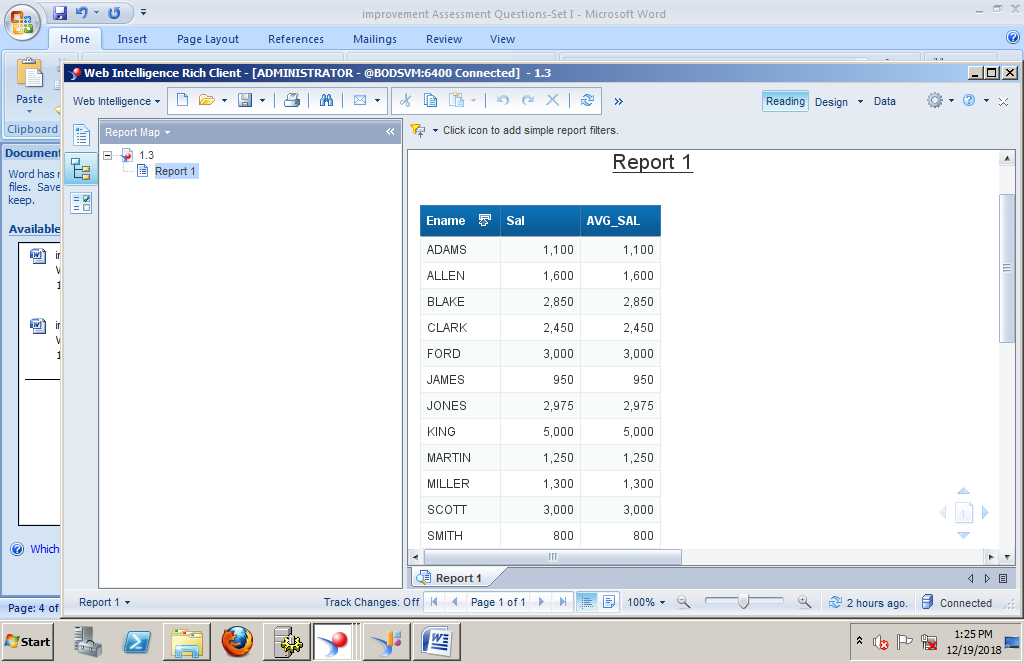 improvement Assessment Questions-Set I - Microsoft Word
Home Insert Page Layout References Mailings Review View
Paste
Clipboard
Web Intelligence Rich Client - [ADMINISTRATOR - @BODSVM:6400 Connected] - 1.3
Web Intelligence
Reading Design Data
Report Map
Click icon to add simple report filters.
1.3
Report 1
Report 1
Ename Sal AVG_SAL
ADAMS 1,100 1,100
ALLEN 1,600 1,600
BLAKE 2,850 2,850
CLARK 2,450 2,450
FORD 3,000 3,000
JAMES 950 950
JONES 2,975 2,975
KING 5,000 5,000
MARTIN 1,250 1,250
MILLER 1,300 1,300
SCOTT 3,000 3,000
SMITH 800 800
1
Report 1
Report 1
Track Changes: Off
Page 1 of 1
100%
2 hours ago.
Connected
Word has
files. Save
keep.
Available
Which
Page: 4 of
Start
1:25 PM
12/19/2018